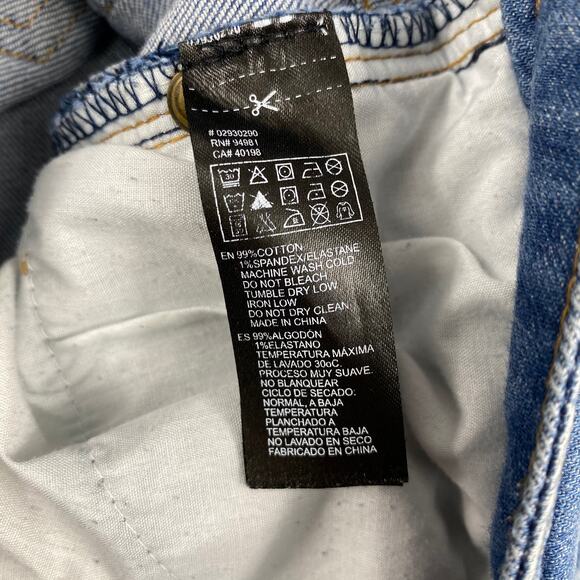 # 02930290
RN# 94981
CA# 40198
30
EN 99%COTTON
1%SPANDEX/ELASTANE
MACHINE WASH COLD
DO NOT BLEACH
TUMBLE DRY LOW
IRON LOW
DO NOT DRY CLEAN
MADE IN CHINA
ES 99%ALGODÓN
1%ELASTANO
TEMPERATURA MÁXIMA
DE LAVADO 30oC
PROCESO MUY SUAVE
NO BLANQUEAR
CICLO DE SECADO:
NORMAL, A BAJA
TEMPERATURA
PLANCHADO A
TEMPERATURA BAJA
NO LAVADO EN SECO
FABRICADO EN CHINA